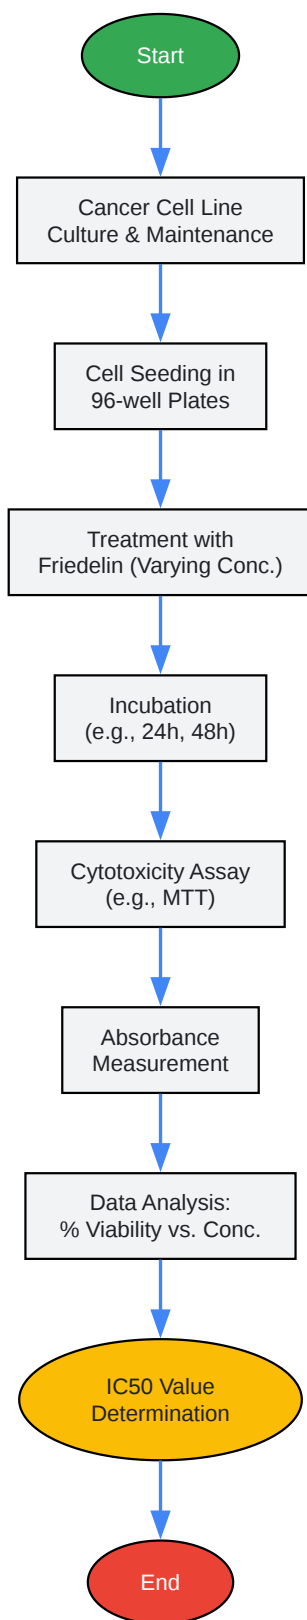 Start
Cancer Cell Line
Culture & Maintenance
Cell Seeding in
96-well Plates
Treatment with
Friedelin (Varying Conc.)
Incubation
(e.g., 24h, 48h)
Cytotoxicity Assay
(e.g., MTT)
Absorbance
Measurement
Data Analysis:
% Viability vs. Conc.
IC50 Value
Determination
End